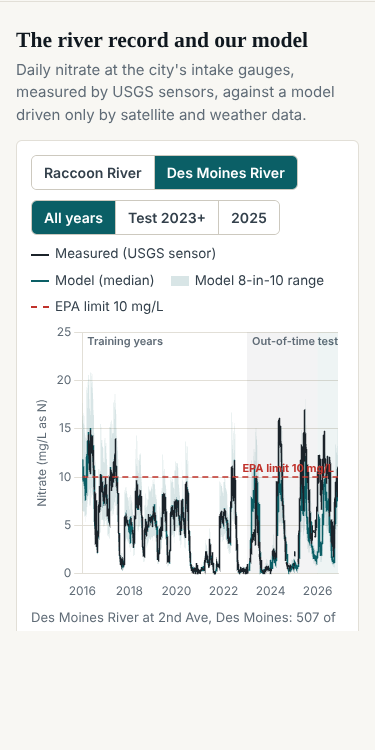 The river record and our model
Daily nitrate at the city's intake gauges,
measured by USGS sensors, against a model
driven only by satellite and weather data.
Raccoon River
Des Moines River
All years
Test 2023+
2025
Measured (USGS sensor)
Model (median)
Model 8-in-10 range
EPA limit 10 mg/L
Nitrate (mg/L as N)
25
20
15
10
5
0
Training years
Out-of-time test
EPA limit 10 mg/L
2016
2018
2020
2022
2024
2026
Des Moines River at 2nd Ave, Des Moines: 507 of